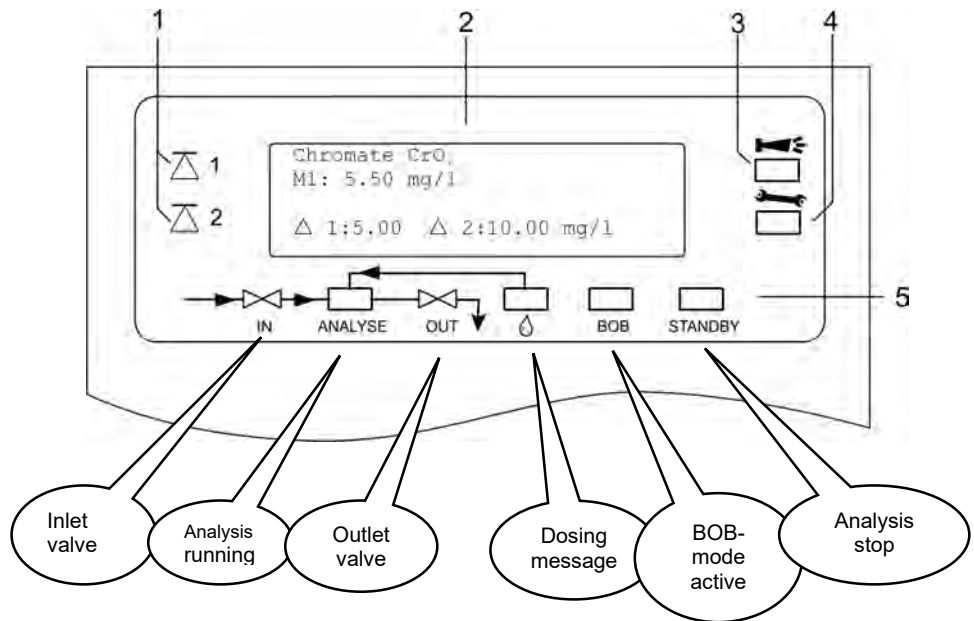 1 2 3 4
1
2
Chromate CrO
M1: 5.50 mg/l
△ 1:5.00 △ 2:10.00 mg/l
5
IN ANALYSE OUT BOB STANDBY
Inlet
valve
Analysis
running
Outlet
valve
Dosing
message
BOB-
mode
active
Analysis
stop